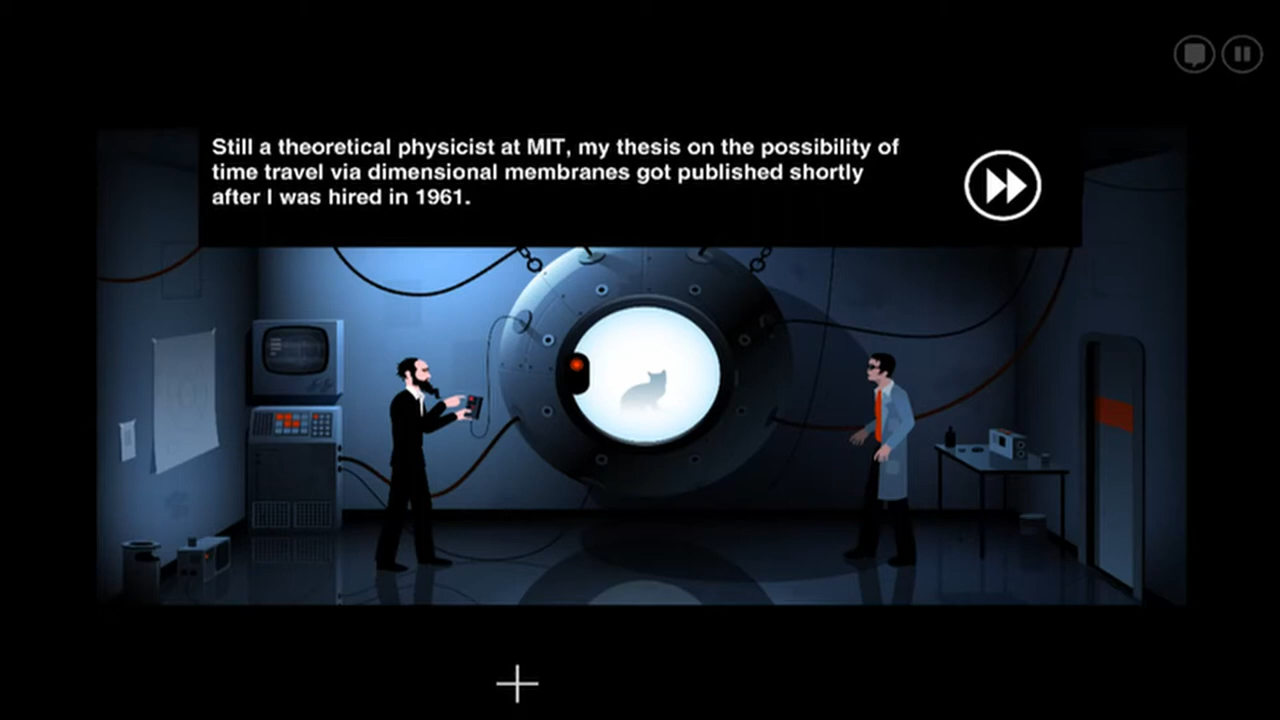 Still a theoretical physicist at MIT, my thesis on the possibility of
time travel via dimensional membranes got published shortly
after I was hired in 1961.